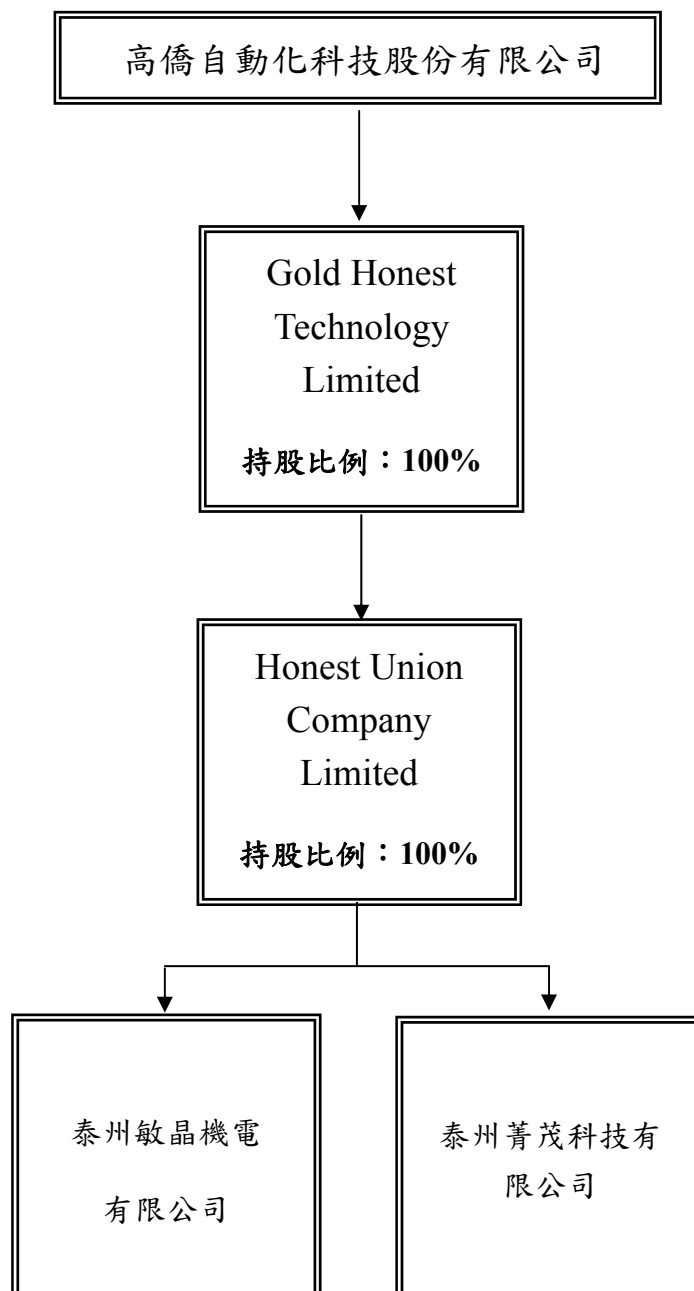 高僑自動化科技股份有限公司
Gold Honest
Technology
Limited
持股比例：100%
Honest Union
Company
Limited
持股比例：100%
泰州敏晶機電
有限公司
泰州菁茂科技有
限公司